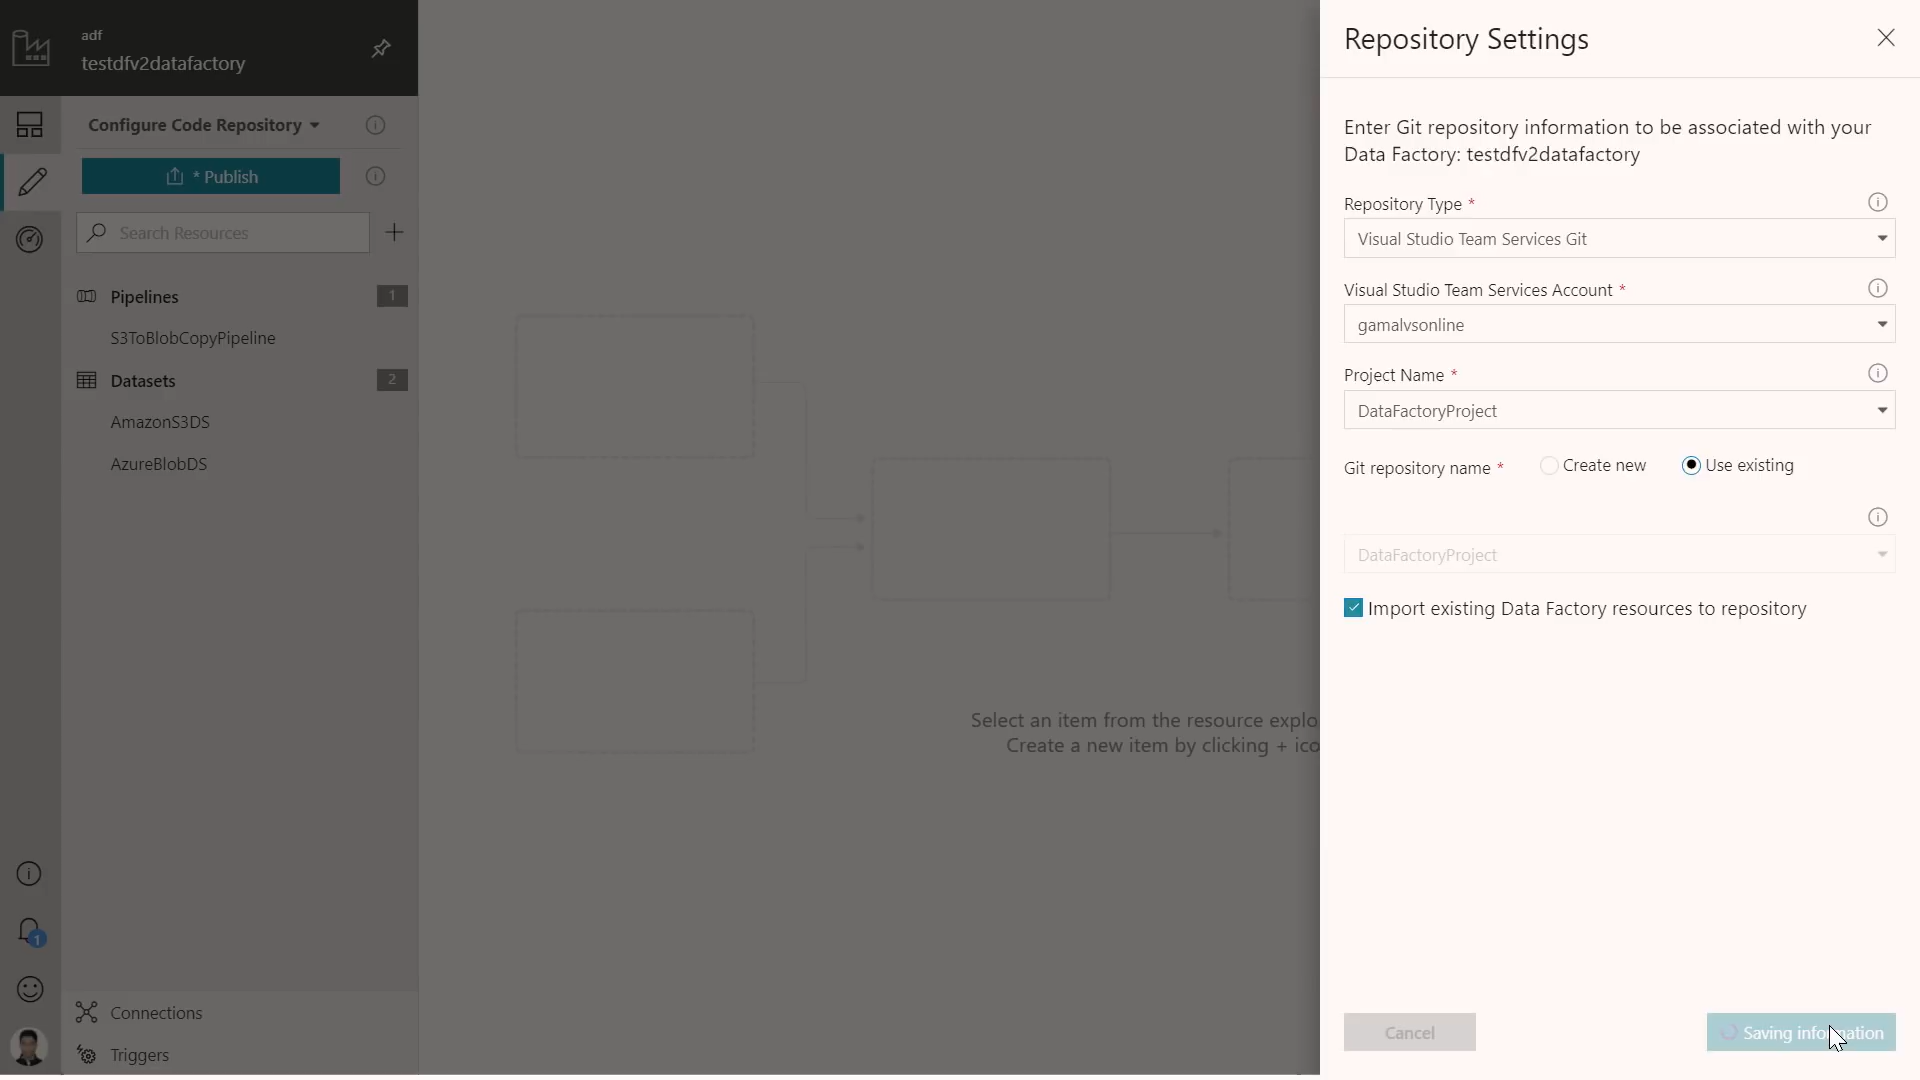 adf
testdfv2datafactory
Configure Code Repository
* Publish
Search Resources
Pipelines
1
S3ToBlobCopyPipeline
Datasets
2
AmazonS3DS
AzureBlobDS
1
Connections
Triggers
Select an item from the resource explo
Create a new item by clicking + ico
Repository Settings
Enter Git repository information to be associated with your
Data Factory: testdfv2datafactory
Repository Type *
Visual Studio Team Services Git
Visual Studio Team Services Account *
gamalvsonline
Project Name *
DataFactoryProject
Git repository name *
Create new
Use existing
DataFactoryProject
Import existing Data Factory resources to repository
Cancel
Saving information